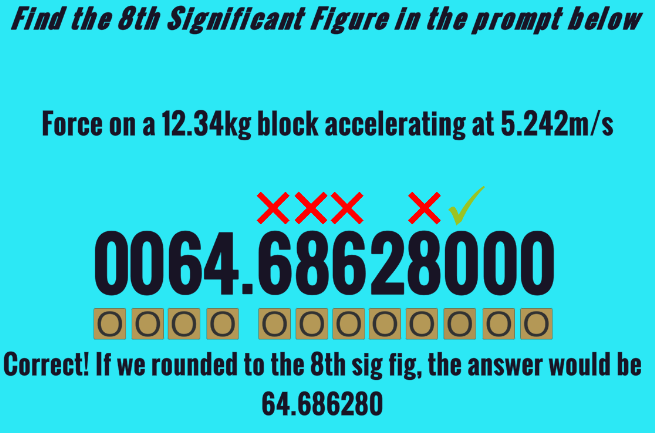 Find the 8th Significant Figure in the prompt below
Force on a 12.34kg block accelerating at 5.242m/s
0064.68628000
O O O O O O O O O O O O
Correct! If we rounded to the 8th sig fig, the answer would be
64.686280